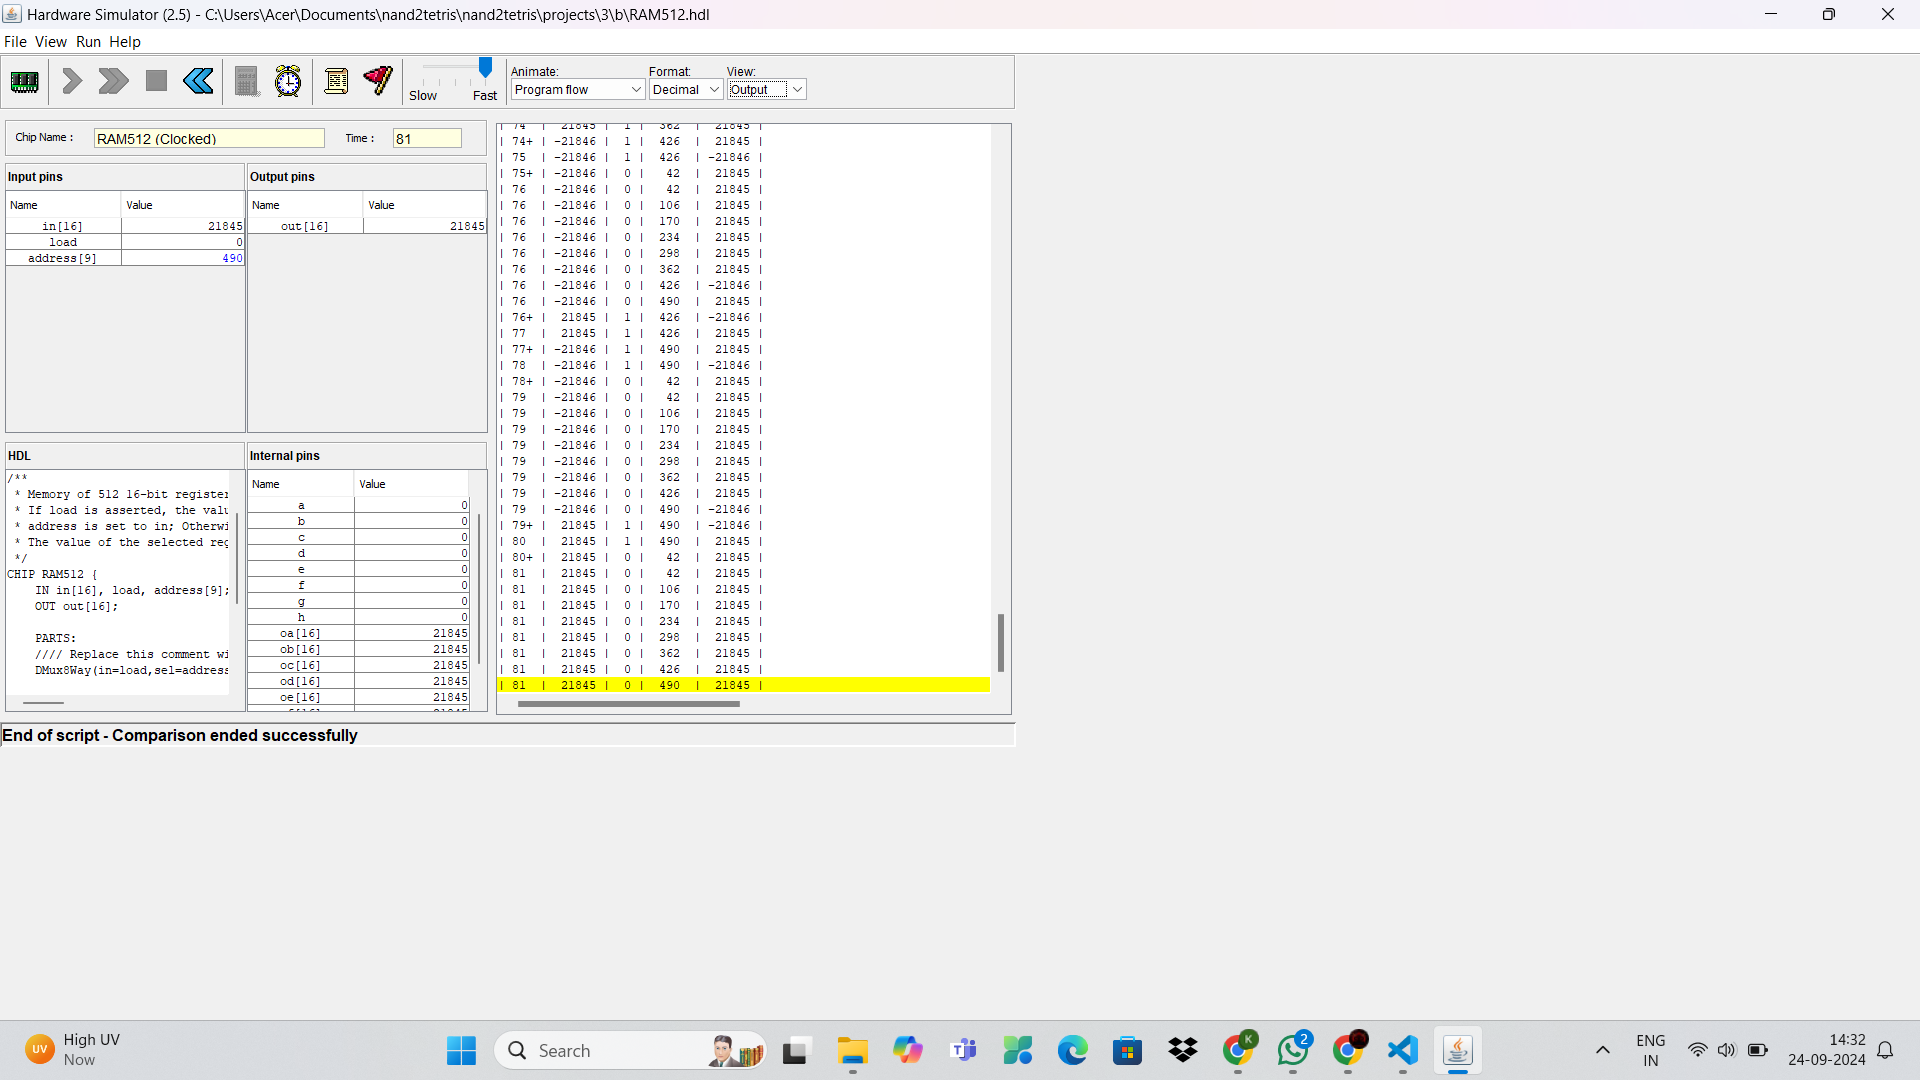 Hardware Simulator (2.5) - C:\Users\Acer\Documents\nand2tetris\nand2tetris\projects\3\b\RAM512.hdl
File View Run Help
Slow Fast
Animate: Format: View:
Program flow Decimal Output
Chip Name : RAM512 (Clocked) Time : 81
Input pins
Name Value
in[16] 21845
load 0
address[9] 490
Output pins
Name Value
out[16] 21845
HDL
/**
* Memory of 512 16-bit register
* If load is asserted, the valu
* address is set to in; Otherwi
* The value of the selected reg
*/
CHIP RAM512 {
IN in[16], load, address[9];
OUT out[16];
PARTS:
//// Replace this comment wi
DMux8Way(in=load,sel=address
Internal pins
Name Value
a 0
b 0
c 0
d 0
e 0
f 0
g 0
h 0
oa[16] 21845
ob[16] 21845
oc[16] 21845
od[16] 21845
oe[16] 21845
| 74 | 21845 | 1 | 362 | 21845 |
| 74+ | -21846 | 1 | 426 | 21845 |
| 75 | -21846 | 1 | 426 | -21846 |
| 75+ | -21846 | 0 | 42 | 21845 |
| 76 | -21846 | 0 | 42 | 21845 |
| 76 | -21846 | 0 | 106 | 21845 |
| 76 | -21846 | 0 | 170 | 21845 |
| 76 | -21846 | 0 | 234 | 21845 |
| 76 | -21846 | 0 | 298 | 21845 |
| 76 | -21846 | 0 | 362 | 21845 |
| 76 | -21846 | 0 | 426 | -21846 |
| 76 | -21846 | 0 | 490 | 21845 |
| 76+ | 21845 | 1 | 426 | -21846 |
| 77 | 21845 | 1 | 426 | 21845 |
| 77+ | -21846 | 1 | 490 | 21845 |
| 78 | -21846 | 1 | 490 | -21846 |
| 78+ | -21846 | 0 | 42 | 21845 |
| 79 | -21846 | 0 | 42 | 21845 |
| 79 | -21846 | 0 | 106 | 21845 |
| 79 | -21846 | 0 | 170 | 21845 |
| 79 | -21846 | 0 | 234 | 21845 |
| 79 | -21846 | 0 | 298 | 21845 |
| 79 | -21846 | 0 | 362 | 21845 |
| 79 | -21846 | 0 | 426 | 21845 |
| 79 | -21846 | 0 | 490 | -21846 |
| 79+ | 21845 | 1 | 490 | -21846 |
| 80 | 21845 | 1 | 490 | 21845 |
| 80+ | 21845 | 0 | 42 | 21845 |
| 81 | 21845 | 0 | 42 | 21845 |
| 81 | 21845 | 0 | 106 | 21845 |
| 81 | 21845 | 0 | 170 | 21845 |
| 81 | 21845 | 0 | 234 | 21845 |
| 81 | 21845 | 0 | 298 | 21845 |
| 81 | 21845 | 0 | 362 | 21845 |
| 81 | 21845 | 0 | 426 | 21845 |
| 81 | 21845 | 0 | 490 | 21845 |
End of script - Comparison ended successfully
UV
High UV
Now
Search
K
2
ENG
IN
14:32
24-09-2024